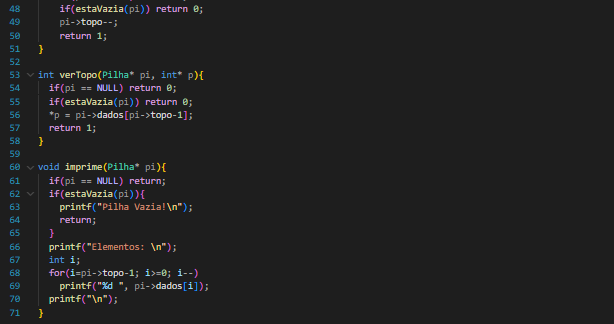 48 if(estaVazia(pi)) return 0;
49 pi->topo--;
50 return 1;
51 }
52
53 int verTopo(Pilha* pi, int* p){
54 if(pi == NULL) return 0;
55 if(estaVazia(pi)) return 0;
56 *p = pi->dados[pi->topo-1];
57 return 1;
58 }
59
60 void imprime(Pilha* pi){
61 if(pi == NULL) return;
62 if(estaVazia(pi)){
63 printf("Pilha Vazia!\n");
64 return;
65 }
66 printf("Elementos: \n");
67 int i;
68 for(i=pi->topo-1; i>=0; i--)
69 printf("%d ", pi->dados[i]);
70 printf("\n");
71 }